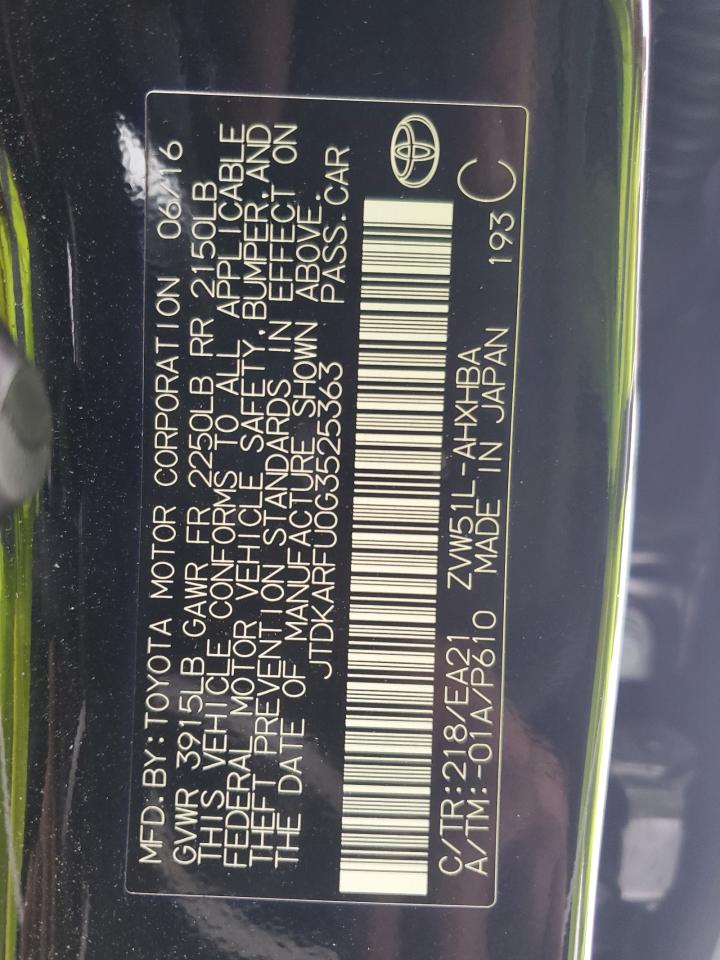 MFD.BY:TOYOTA MOTOR CORPORATION 06/16
GVWR 3915LB GAWR FR 2250LB RR 2150LB
THIS VEHICLE CONFORMS TO ALL APPLICABLE
FEDERAL MOTOR VEHICLE SAFETY,BUMPER,AND
THEFT PREVENTION STANDARDS IN EFFECT ON
THE DATE OF MANUFACTURE SHOWN ABOVE.
JTDKARFU0G3525363 PASS.CAR
C/TR:218/EA21 ZVW51L-AHXHBA
A/TM:-01A/P610 MADE IN JAPAN 193 C